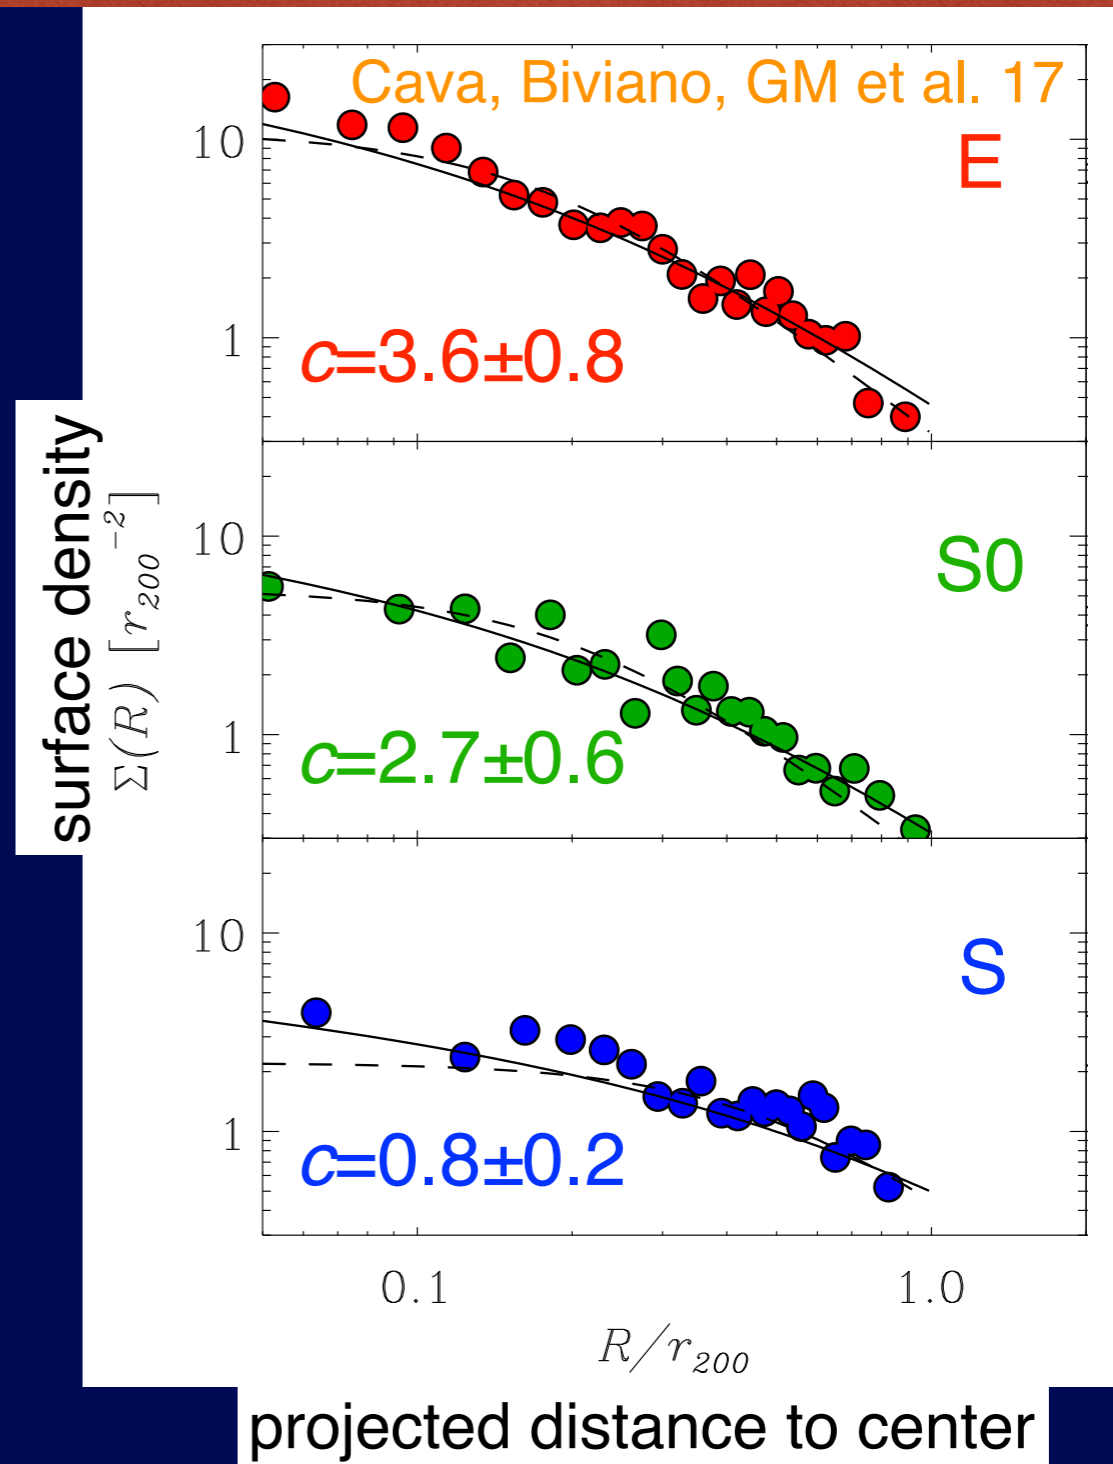 Cava, Biviano, GM et al. 17
E
10
1
c=3.6±0.8
S0
10
1
c=2.7±0.6
S
10
1
c=0.8±0.2
surface density
Σ(R) [r₂₀₀⁻²]
0.1 1.0
R/r₂₀₀
projected distance to center